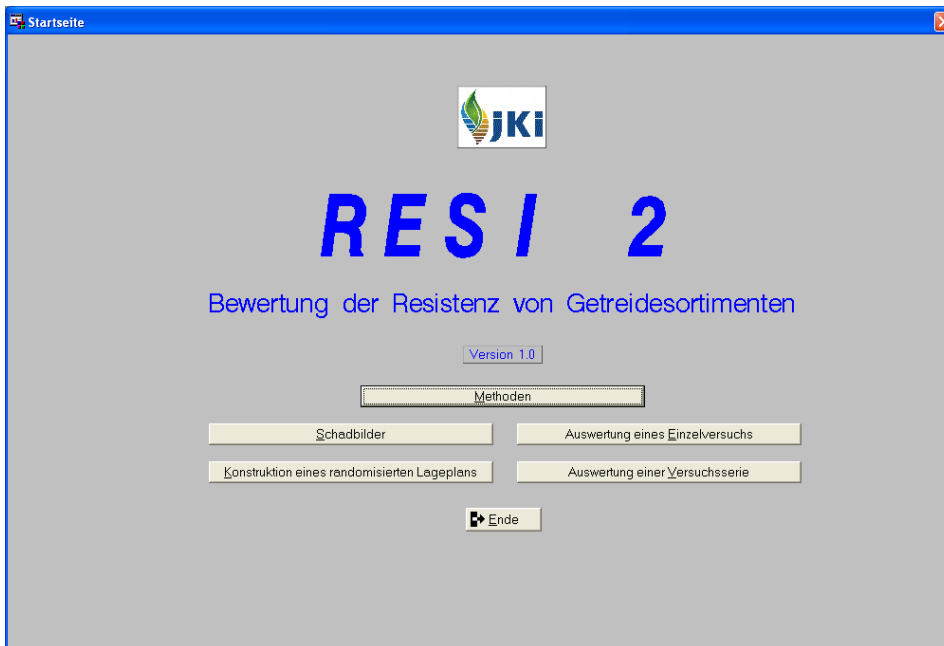 Startseite
JKI
RESI 2
Bewertung der Resistenz von Getreidesortimenten
Version 1.0
Methoden
Schadbilder
Auswertung eines Einzelversuchs
Konstruktion eines randomisierten Lageplans
Auswertung einer Versuchsserie
Ende